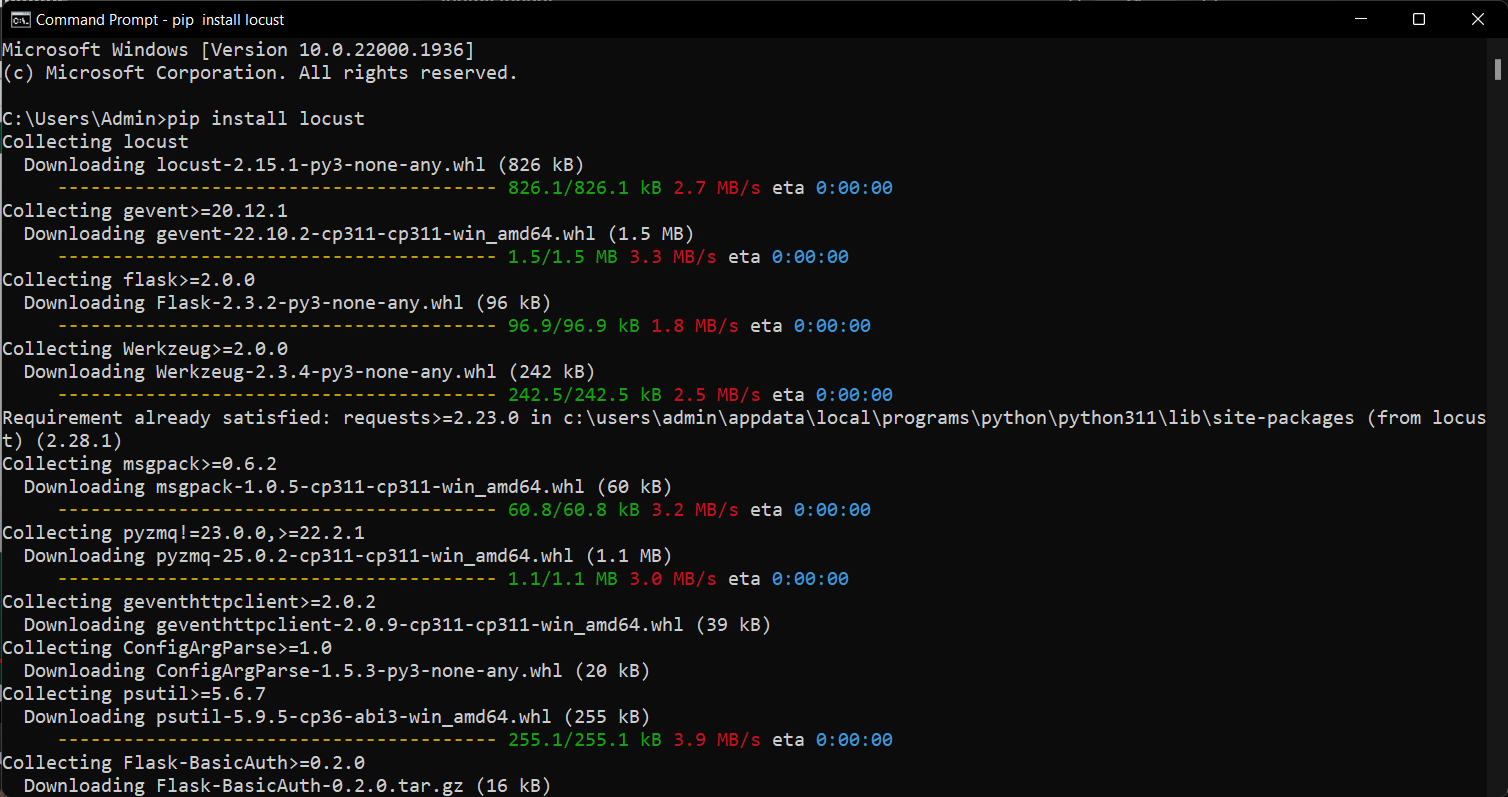 Command Prompt - pip  install locust
Microsoft Windows [Version 10.0.22000.1936]
(c) Microsoft Corporation. All rights reserved.
C:\Users\Admin>pip install locust
Collecting locust
  Downloading locust-2.15.1-py3-none-any.whl (826 kB)
     ---------------------------------------- 826.1/826.1 kB 2.7 MB/s eta 0:00:00
Collecting gevent>=20.12.1
  Downloading gevent-22.10.2-cp311-cp311-win_amd64.whl (1.5 MB)
     ---------------------------------------- 1.5/1.5 MB 3.3 MB/s eta 0:00:00
Collecting flask>=2.0.0
  Downloading Flask-2.3.2-py3-none-any.whl (96 kB)
     ---------------------------------------- 96.9/96.9 kB 1.8 MB/s eta 0:00:00
Collecting Werkzeug>=2.0.0
  Downloading Werkzeug-2.3.4-py3-none-any.whl (242 kB)
     ---------------------------------------- 242.5/242.5 kB 2.5 MB/s eta 0:00:00
Requirement already satisfied: requests>=2.23.0 in c:\users\admin\appdata\local\programs\python\python311\lib\site-packages (from locus
t) (2.28.1)
Collecting msgpack>=0.6.2
  Downloading msgpack-1.0.5-cp311-cp311-win_amd64.whl (60 kB)
     ---------------------------------------- 60.8/60.8 kB 3.2 MB/s eta 0:00:00
Collecting pyzmq!=23.0.0,>=22.2.1
  Downloading pyzmq-25.0.2-cp311-cp311-win_amd64.whl (1.1 MB)
     ---------------------------------------- 1.1/1.1 MB 3.0 MB/s eta 0:00:00
Collecting geventhttpclient>=2.0.2
  Downloading geventhttpclient-2.0.9-cp311-cp311-win_amd64.whl (39 kB)
Collecting ConfigArgParse>=1.0
  Downloading ConfigArgParse-1.5.3-py3-none-any.whl (20 kB)
Collecting psutil>=5.6.7
  Downloading psutil-5.9.5-cp36-abi3-win_amd64.whl (255 kB)
     ---------------------------------------- 255.1/255.1 kB 3.9 MB/s eta 0:00:00
Collecting Flask-BasicAuth>=0.2.0
  Downloading Flask-BasicAuth-0.2.0.tar.gz (16 kB)